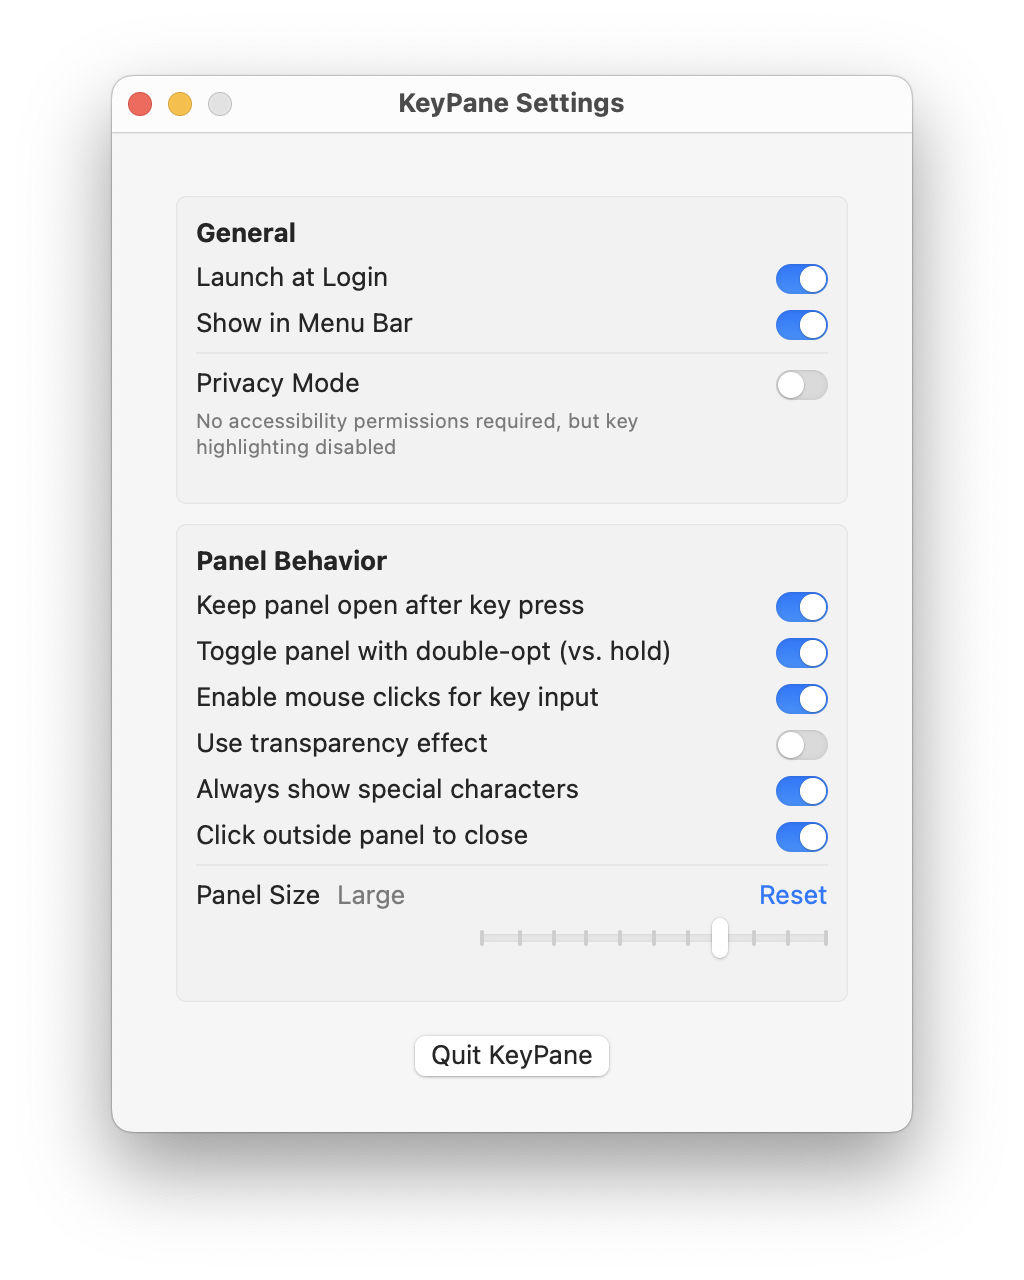 KeyPane Settings
General
Launch at Login
Show in Menu Bar
Privacy Mode
No accessibility permissions required, but key
highlighting disabled
Panel Behavior
Keep panel open after key press
Toggle panel with double-opt (vs. hold)
Enable mouse clicks for key input
Use transparency effect
Always show special characters
Click outside panel to close
Panel Size Large Reset
Quit KeyPane